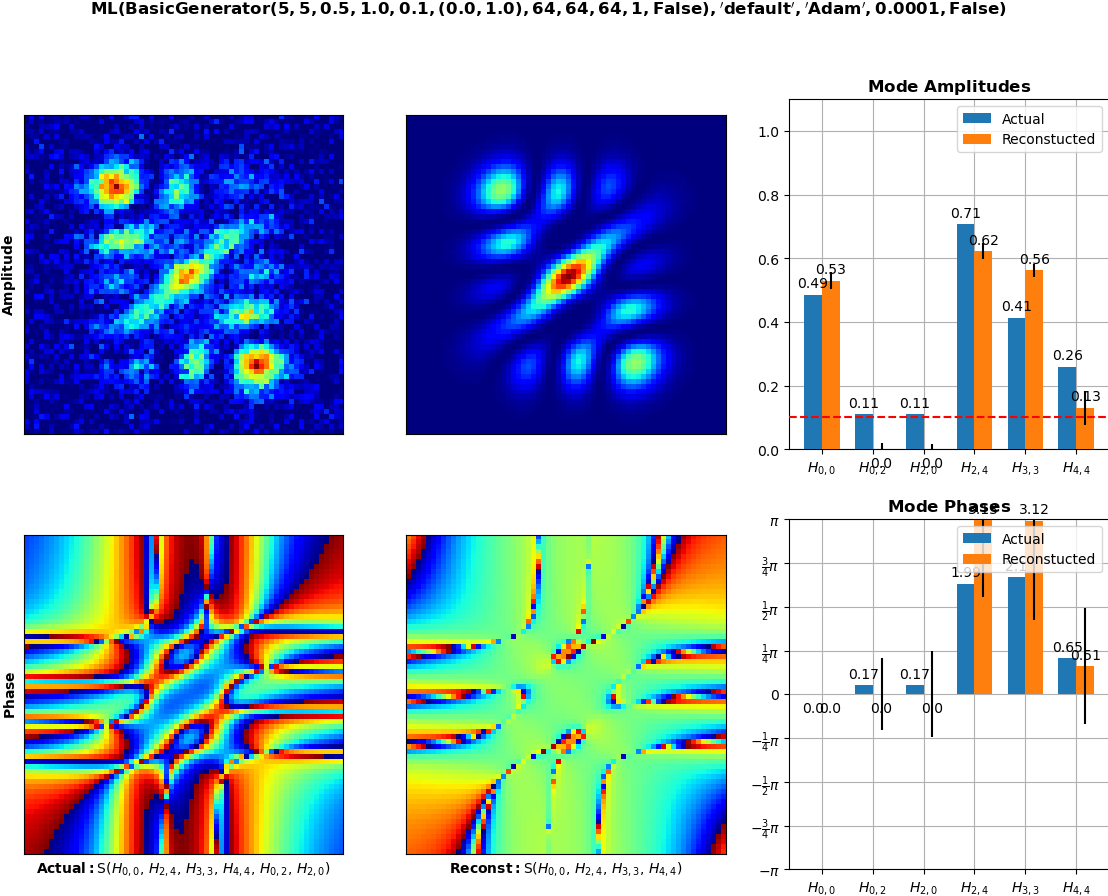 ML(BasicGenerator(5, 5, 0.5, 1.0, 0.1, (0.0, 1.0), 64, 64, 64, 1, False), ′default′, ′Adam′, 0.0001, False)
Amplitude
Mode Amplitudes
Actual
Reconstucted
1.0
0.8
0.6
0.4
0.2
0.0
0.49
0.53
0.11
0.0
0.11
0.0
0.71
0.62
0.41
0.56
0.26
0.13
H0,0 H0,2 H2,0 H2,4 H3,3 H4,4
Phase
Mode Phases
Actual
Reconstucted
π
3/4π
1/2π
1/4π
0
−1/4π
−1/2π
−3/4π
−π
0.0
0.0
0.17
0.0
0.17
0.0
1.99
3.12
0.65
0.51
H0,0 H0,2 H2,0 H2,4 H3,3 H4,4
Actual: S(H0,0, H2,4, H3,3, H4,4, H0,2, H2,0)
Reconst: S(H0,0, H2,4, H3,3, H4,4)